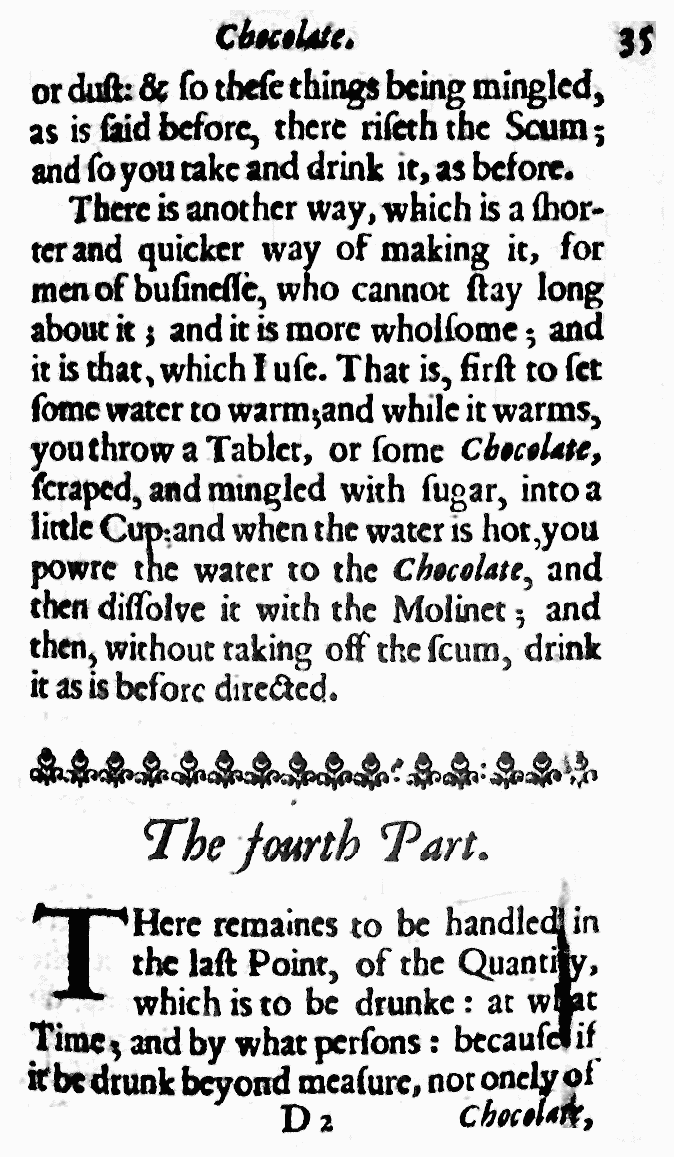 Chocolate. 35
or duſt: & ſo theſe things being mingled,
as is ſaid before, there riſeth the Scum;
and ſo you take and drink it, as before.
There is another way, which is a ſhor-
ter and quicker way of making it, for
men of buſineſſe, who cannot ſtay long
about it; and it is more wholſome; and
it is that, which I uſe. That is, firſt to ſet
ſome water to warm; and while it warms,
you throw a Tablet, or ſome Chocolate,
ſcraped, and mingled with ſugar, into a
little Cup: and when the water is hot, you
powre the water to the Chocolate, and
then diſſolve it with the Molinet; and
then, without taking off the ſcum, drink
it as is before directed.
The fourth Part.
THere remaines to be handled in
the laſt Point, of the Quantity,
which is to be drunke: at what
Time; and by what perſons: becauſe if
it be drunk beyond meaſure, not onely of
D 2 Chocolate,